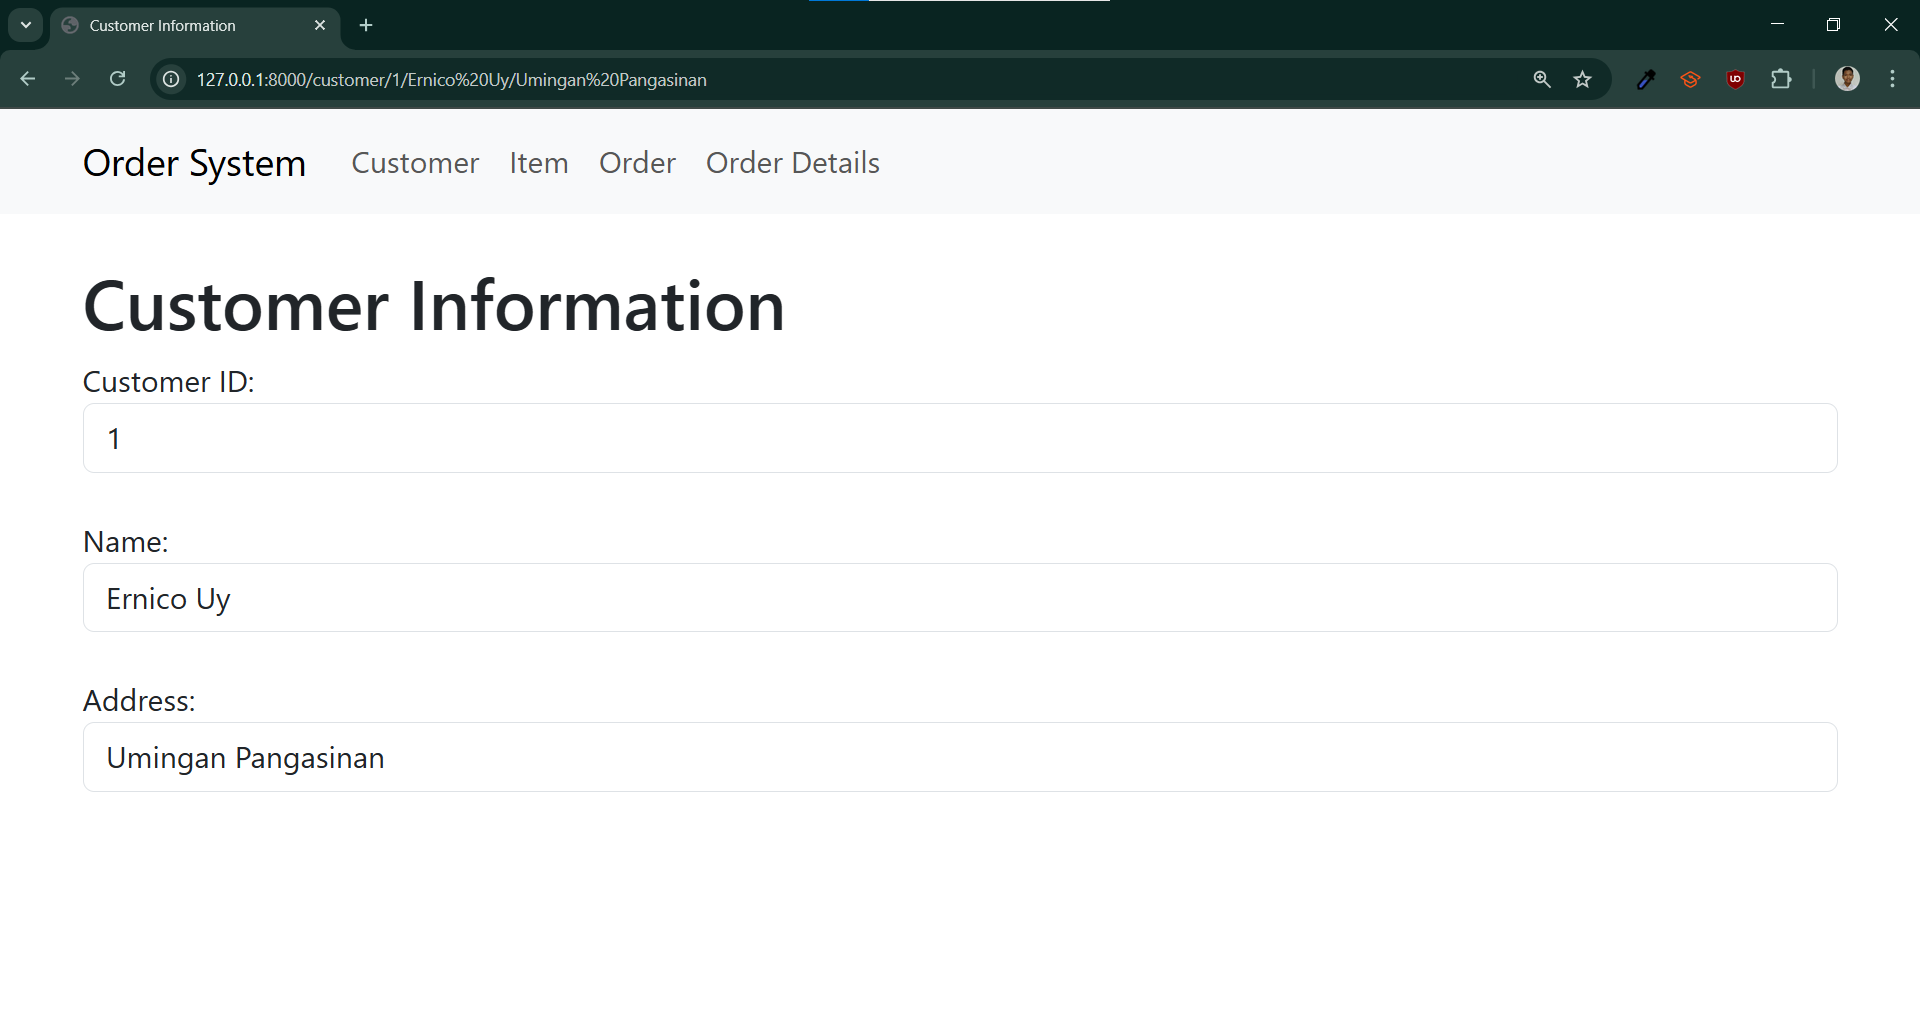 Customer Information
127.0.0.1:8000/customer/1/Ernico%20Uy/Umingan%20Pangasinan
Order System Customer Item Order Order Details
Customer Information
Customer ID:
1
Name:
Ernico Uy
Address:
Umingan Pangasinan